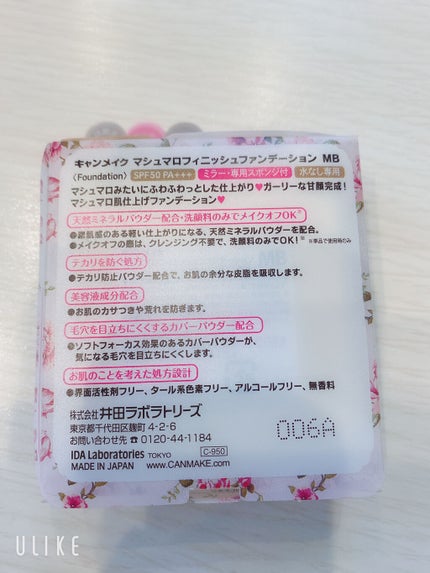 キャンメイク マシュマロフィニッシュファンデーション MB
(Foundation) SPF50 PA+++ ミラー・専用スポンジ付 水なし専用
マシュマロみたいにふわふわっとした仕上がり♥ガーリーな甘顔完成!
マシュマロ肌仕上げファンデーション♥
天然ミネラルパウダー配合・洗顔料のみでメイクオフOK※
●素肌感のある軽い仕上がりになる、天然ミネラルパウダーを配合。
●メイクオフの際は、クレンジング不要で、洗顔料のみでOK!※ ※単品で使用時のみ
テカリを防ぐ処方
●テカリ防止パウダー配合で、お肌の余分な皮脂を吸収します。
美容液成分配合
●お肌のカサつきや荒れを防ぎます。
毛穴を目立ちにくくするカバーパウダー配合
●ソフトフォーカス効果のあるカバーパウダーが、
気になる毛穴を目立ちにくくします。
お肌のことを考えた処方設計
●界面活性剤フリー、タール系色素フリー、アルコールフリー、無香料
株式会社 井田ラボラトリーズ
東京都千代田区麹町4-2-6
お問い合わせ先 ☎ 0120-44-1184
IDA Laboratories TOKYO C-950
MADE IN JAPAN www.CANMAKE.com
006A
ULIKE